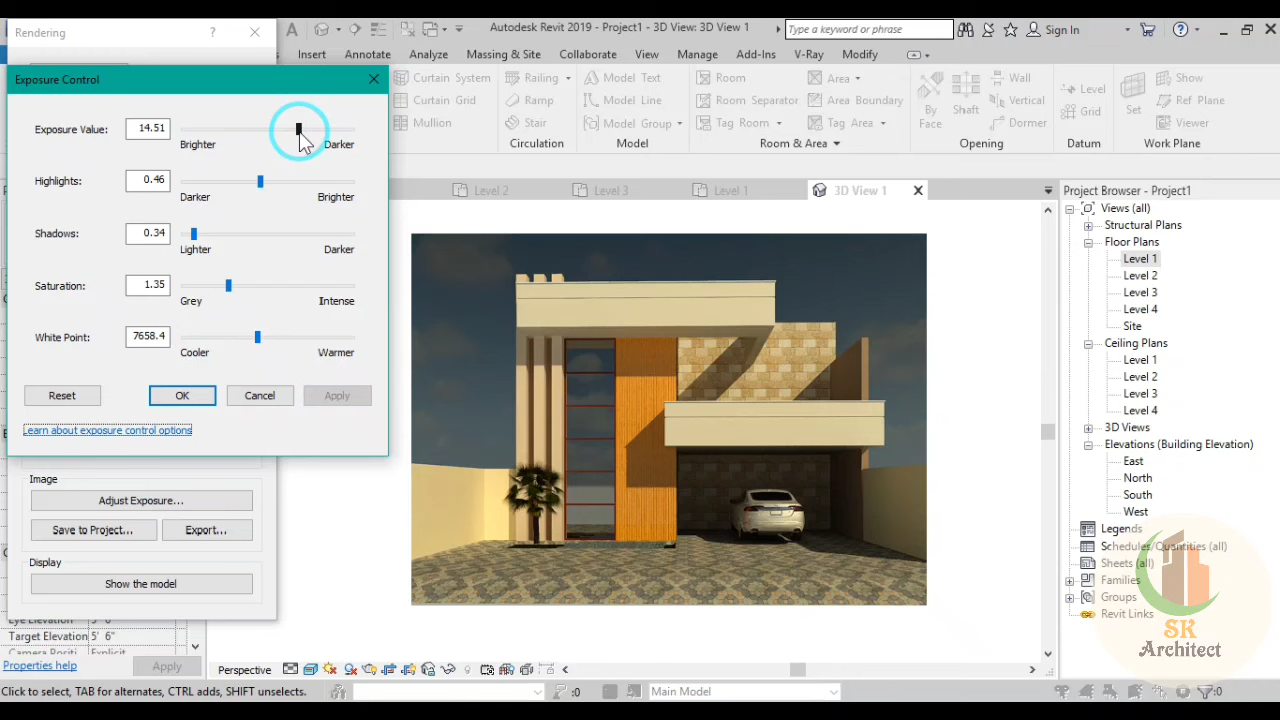 Rendering
?
Autodesk Revit 2019 - Project1 - 3D View: 3D View 1
Type a keyword or phrase
Sign In
Insert
Annotate
Analyze
Massing & Site
Collaborate
View
Manage
Add-Ins
V-Ray
Modify
Curtain System
Railing
Model Text
Room
Area
Wall
Show
Curtain Grid
Ramp
Model Line
Room Separator
Area Boundary
By Face
Shaft
Vertical
Level
Set
Ref Plane
Mullion
Stair
Model Group
Tag Room
Tag Area
Dormer
Grid
Viewer
Circulation
Model
Room & Area
Opening
Datum
Work Plane
Level 2
Level 3
Level 1
3D View 1
Exposure Control
Exposure Value:
14.51
Brighter
Darker
Highlights:
0.46
Darker
Brighter
Shadows:
0.34
Lighter
Darker
Saturation:
1.35
Grey
Intense
White Point:
7658.4
Cooler
Warmer
Reset
OK
Cancel
Apply
Learn about exposure control options
Image
Adjust Exposure...
Save to Project...
Export...
Display
Show the model
Eye Elevation
5' 6"
Target Elevation
5' 6"
Properties help
Apply
Project Browser - Project1
Views (all)
Structural Plans
Floor Plans
Level 1
Level 2
Level 3
Level 4
Site
Ceiling Plans
Level 1
Level 2
Level 3
Level 4
3D Views
Elevations (Building Elevation)
East
North
South
West
Legends
Schedules/Quantities (all)
Sheets (all)
Families
Groups
Revit Links
SK
Architect
Perspective
Click to select, TAB for alternates, CTRL adds, SHIFT unselects.
:0
Main Model
:0